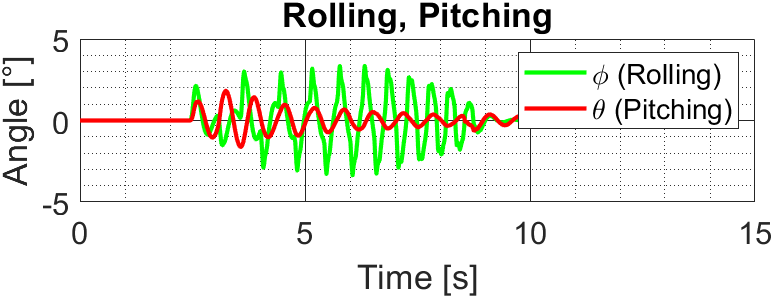 Rolling, Pitching
Angle [°]
5
0
-5
ϕ (Rolling)
θ (Pitching)
0 5 10 15
Time [s]